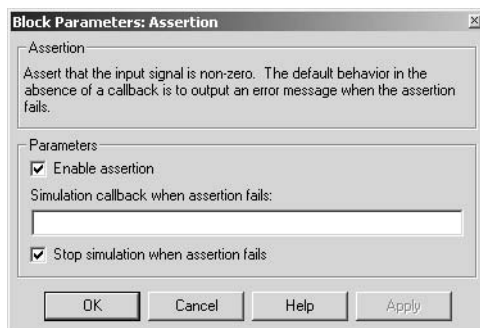 Block Parameters: Assertion
Assertion
Assert that the input signal is non-zero. The default behavior in the
absence of a callback is to output an error message when the assertion
fails.
Parameters
Enable assertion
Simulation callback when assertion fails:
Stop simulation when assertion fails
OK Cancel Help Apply